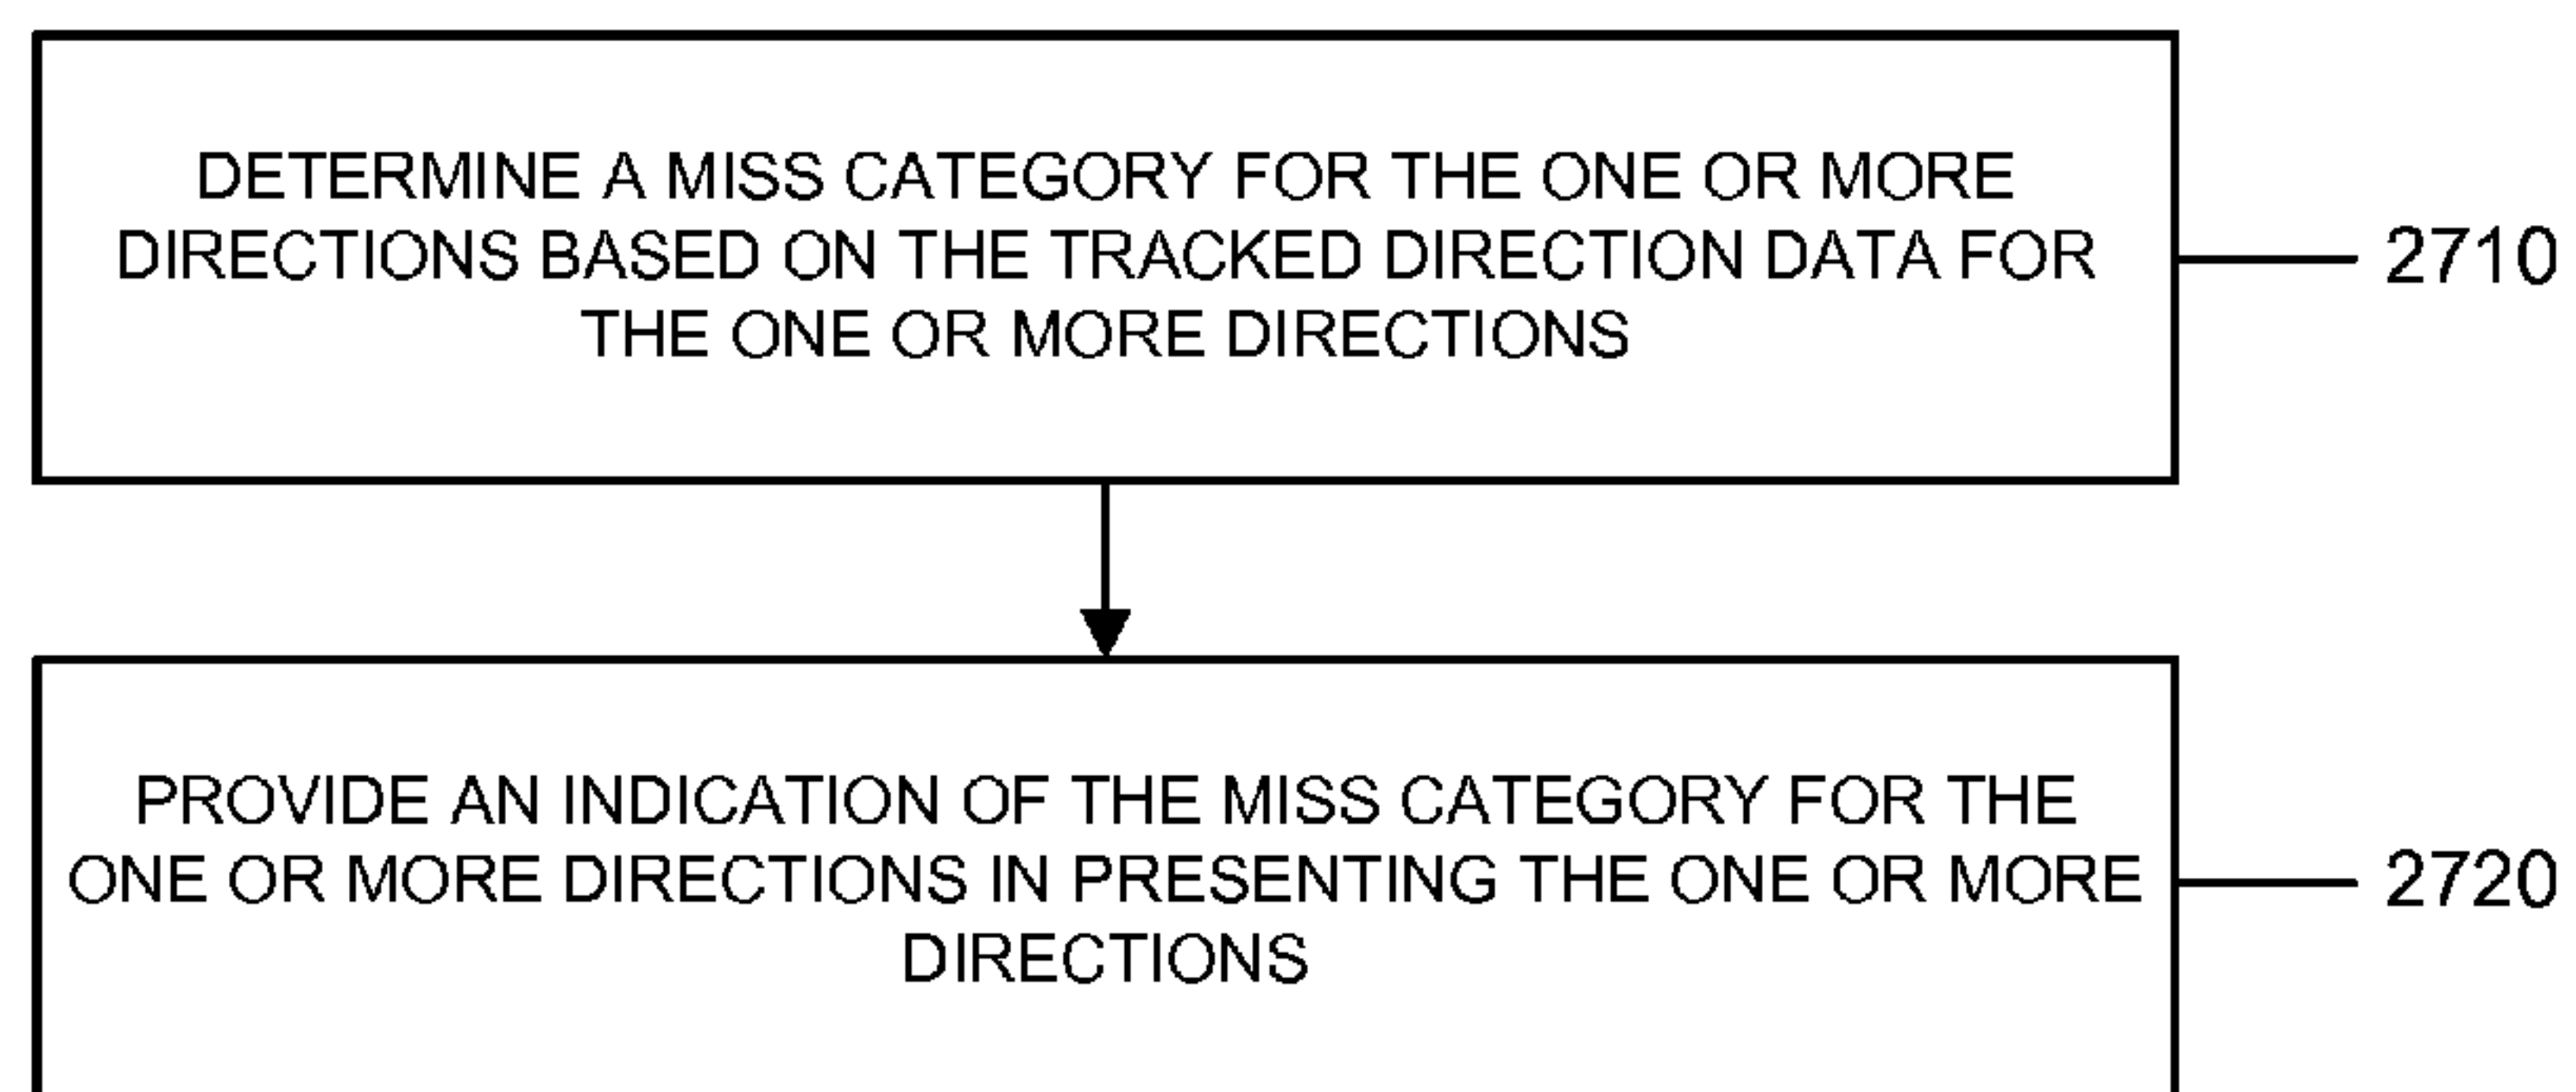 DETERMINE A MISS CATEGORY FOR THE ONE OR MORE
DIRECTIONS BASED ON THE TRACKED DIRECTION DATA FOR
THE ONE OR MORE DIRECTIONS
2710
PROVIDE AN INDICATION OF THE MISS CATEGORY FOR THE
ONE OR MORE DIRECTIONS IN PRESENTING THE ONE OR MORE
DIRECTIONS
2720